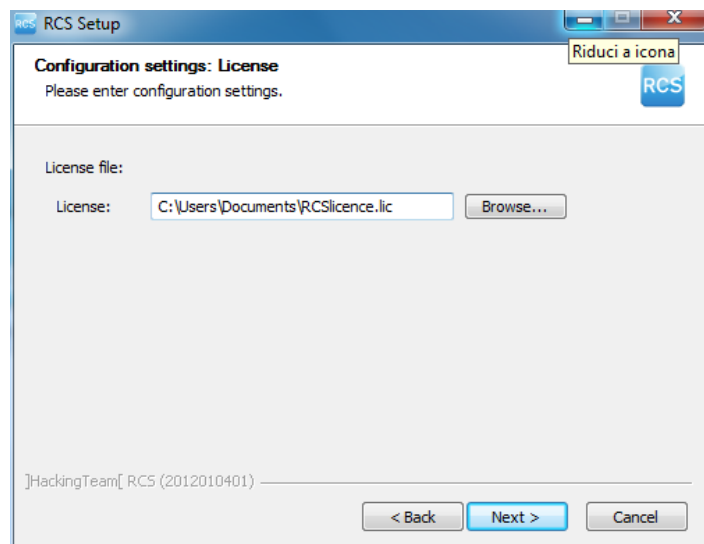 RCS RCS Setup
Riduci a icona
Configuration settings: License
Please enter configuration settings.
RCS
License file:
License: C:\Users\Documents\RCSlicence.lic Browse...
]HackingTeam[ RCS (2012010401)
< Back Next > Cancel